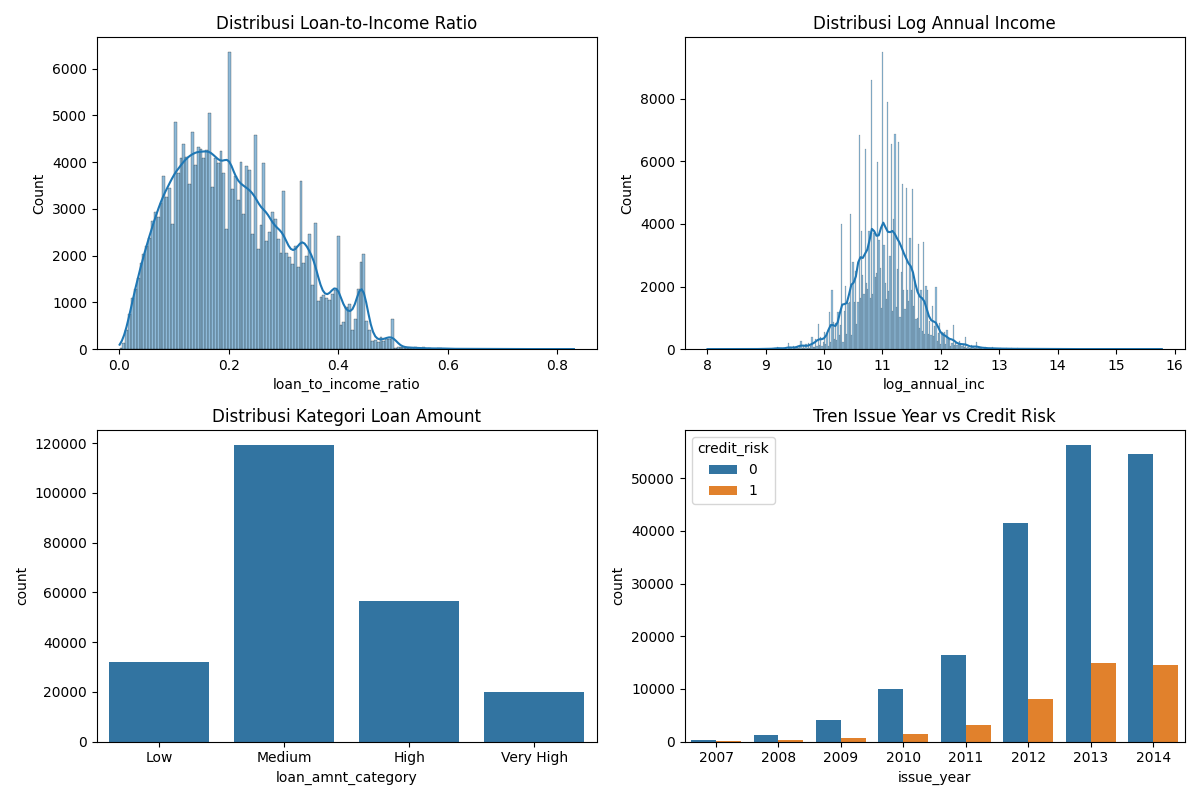 Distribusi Loan-to-Income Ratio
Count
6000
5000
4000
3000
2000
1000
0
0.0 0.2 0.4 0.6 0.8
loan_to_income_ratio
Distribusi Log Annual Income
Count
8000
6000
4000
2000
0
8 9 10 11 12 13 14 15 16
log_annual_inc
Distribusi Kategori Loan Amount
count
120000
100000
80000
60000
40000
20000
0
Low Medium High Very High
loan_amnt_category
Tren Issue Year vs Credit Risk
credit_risk
0
1
count
50000
40000
30000
20000
10000
0
2007 2008 2009 2010 2011 2012 2013 2014
issue_year